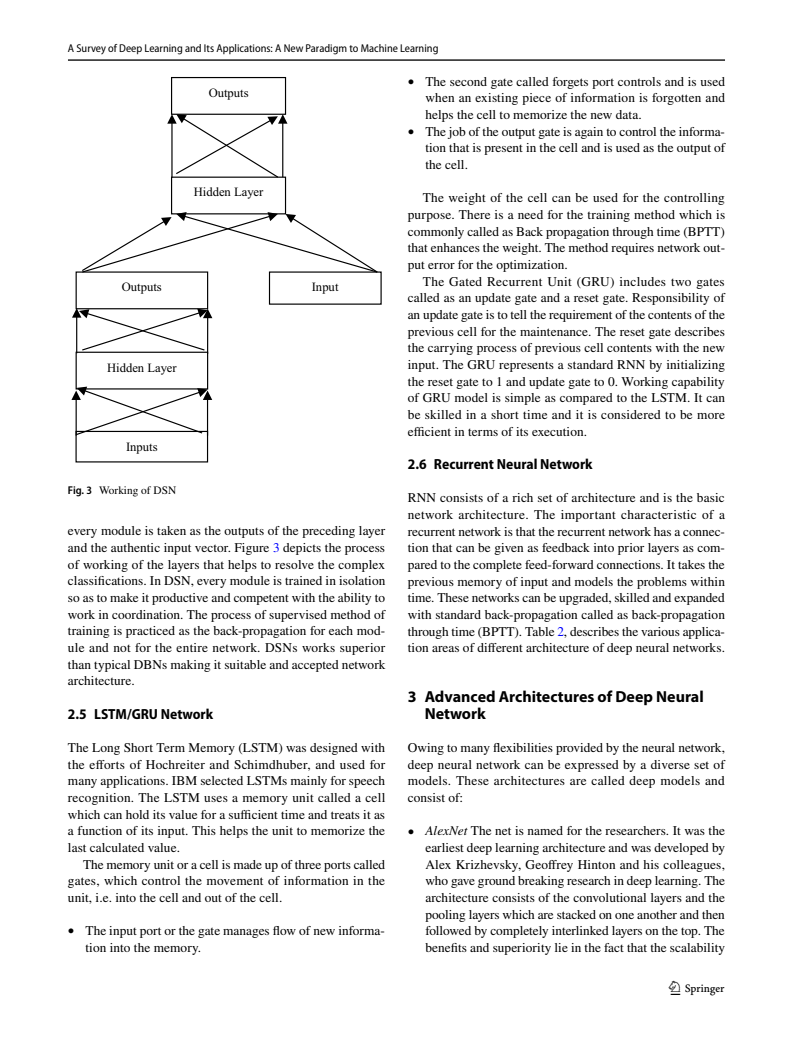 A Survey of Deep Learning and Its Applications: A New Paradigm to Machine Learning
Outputs
Hidden Layer
Outputs
Input
Hidden Layer
Inputs
Fig. 3 Working of DSN
every module is taken as the outputs of the preceding layer
and the authentic input vector. Figure 3 depicts the process
of working of the layers that helps to resolve the complex
classifications. In DSN, every module is trained in isolation
so as to make it productive and competent with the ability to
work in coordination. The process of supervised method of
training is practiced as the back-propagation for each mod-
ule and not for the entire network. DSNs works superior
than typical DBNs making it suitable and accepted network
architecture.
2.5 LSTM/GRU Network
The Long Short Term Memory (LSTM) was designed with
the efforts of Hochreiter and Schimdhuber, and used for
many applications. IBM selected LSTMs mainly for speech
recognition. The LSTM uses a memory unit called a cell
which can hold its value for a sufficient time and treats it as
a function of its input. This helps the unit to memorize the
last calculated value.
The memory unit or a cell is made up of three ports called
gates, which control the movement of information in the
unit, i.e. into the cell and out of the cell.
• The input port or the gate manages flow of new informa-
tion into the memory.
• The second gate called forgets port controls and is used
when an existing piece of information is forgotten and
helps the cell to memorize the new data.
• The job of the output gate is again to control the informa-
tion that is present in the cell and is used as the output of
the cell.
The weight of the cell can be used for the controlling
purpose. There is a need for the training method which is
commonly called as Back propagation through time (BPTT)
that enhances the weight. The method requires network out-
put error for the optimization.
The Gated Recurrent Unit (GRU) includes two gates
called as an update gate and a reset gate. Responsibility of
an update gate is to tell the requirement of the contents of the
previous cell for the maintenance. The reset gate describes
the carrying process of previous cell contents with the new
input. The GRU represents a standard RNN by initializing
the reset gate to 1 and update gate to 0. Working capability
of GRU model is simple as compared to the LSTM. It can
be skilled in a short time and it is considered to be more
efficient in terms of its execution.
2.6 Recurrent Neural Network
RNN consists of a rich set of architecture and is the basic
network architecture. The important characteristic of a
recurrent network is that the recurrent network has a connec-
tion that can be given as feedback into prior layers as com-
pared to the complete feed-forward connections. It takes the
previous memory of input and models the problems within
time. These networks can be upgraded, skilled and expanded
with standard back-propagation called as back-propagation
through time (BPTT). Table 2, describes the various applica-
tion areas of different architecture of deep neural networks.
3 Advanced Architectures of Deep Neural
Network
Owing to many flexibilities provided by the neural network,
deep neural network can be expressed by a diverse set of
models. These architectures are called deep models and
consist of:
• AlexNet The net is named for the researchers. It was the
earliest deep learning architecture and was developed by
Alex Krizhevsky, Geoffrey Hinton and his colleagues,
who gave ground breaking research in deep learning. The
architecture consists of the convolutional layers and the
pooling layers which are stacked on one another and then
followed by completely interlinked layers on the top. The
benefits and superiority lie in the fact that the scalability
Springer